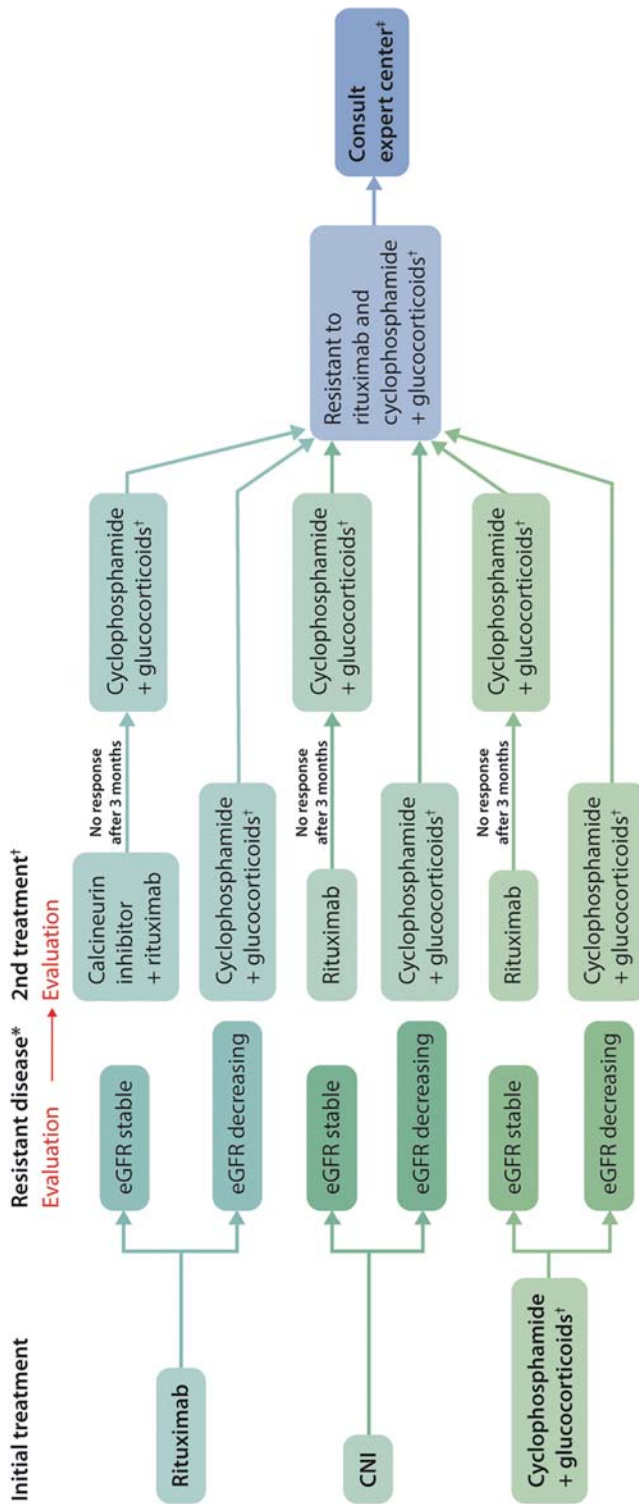 Initial treatment
Resistant disease*
2nd treatment†
Evaluation
Evaluation
Rituximab
eGFR stable
Calcineurin
inhibitor
+ rituximab
No response
after 3 months
Cyclophosphamide
+ glucocorticoids†
eGFR decreasing
Cyclophosphamide
+ glucocorticoids†
CNI
eGFR stable
Rituximab
No response
after 3 months
Cyclophosphamide
+ glucocorticoids†
eGFR decreasing
Cyclophosphamide
+ glucocorticoids†
Cyclophosphamide
+ glucocorticoids†
eGFR stable
Rituximab
No response
after 3 months
Cyclophosphamide
+ glucocorticoids†
eGFR decreasing
Cyclophosphamide
+ glucocorticoids†
Resistant to
rituximab and
cyclophosphamide
+ glucocorticoids†
Consult
expert center‡